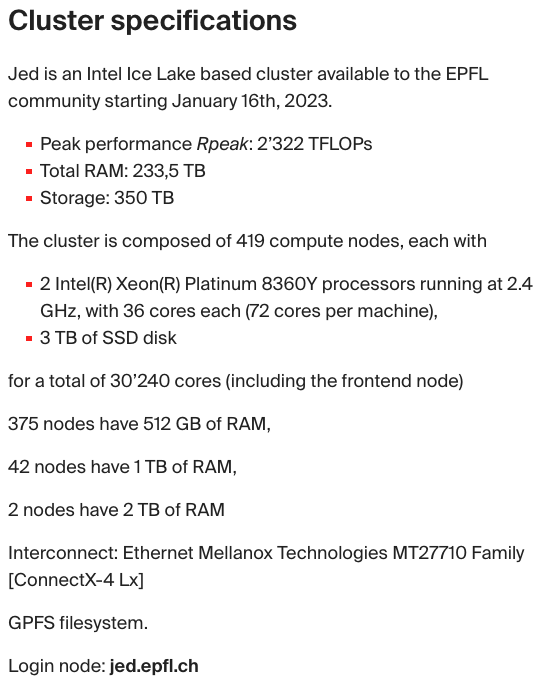 Cluster specifications
Jed is an Intel Ice Lake based cluster available to the EPFL
community starting January 16th, 2023.
Peak performance Rpeak: 2’322 TFLOPs
Total RAM: 233,5 TB
Storage: 350 TB
The cluster is composed of 419 compute nodes, each with
2 Intel(R) Xeon(R) Platinum 8360Y processors running at 2.4
GHz, with 36 cores each (72 cores per machine),
3 TB of SSD disk
for a total of 30’240 cores (including the frontend node)
375 nodes have 512 GB of RAM,
42 nodes have 1 TB of RAM,
2 nodes have 2 TB of RAM
Interconnect: Ethernet Mellanox Technologies MT27710 Family
[ConnectX-4 Lx]
GPFS filesystem.
Login node: jed.epfl.ch